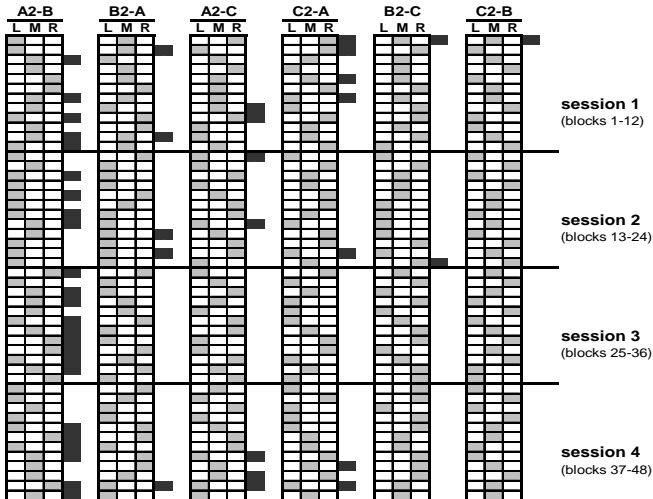 A2-B B2-A A2-C C2-A B2-C C2-B
L M R L M R L M R L M R L M R L M R
session 1
(blocks 1-12)
session 2
(blocks 13-24)
session 3
(blocks 25-36)
session 4
(blocks 37-48)